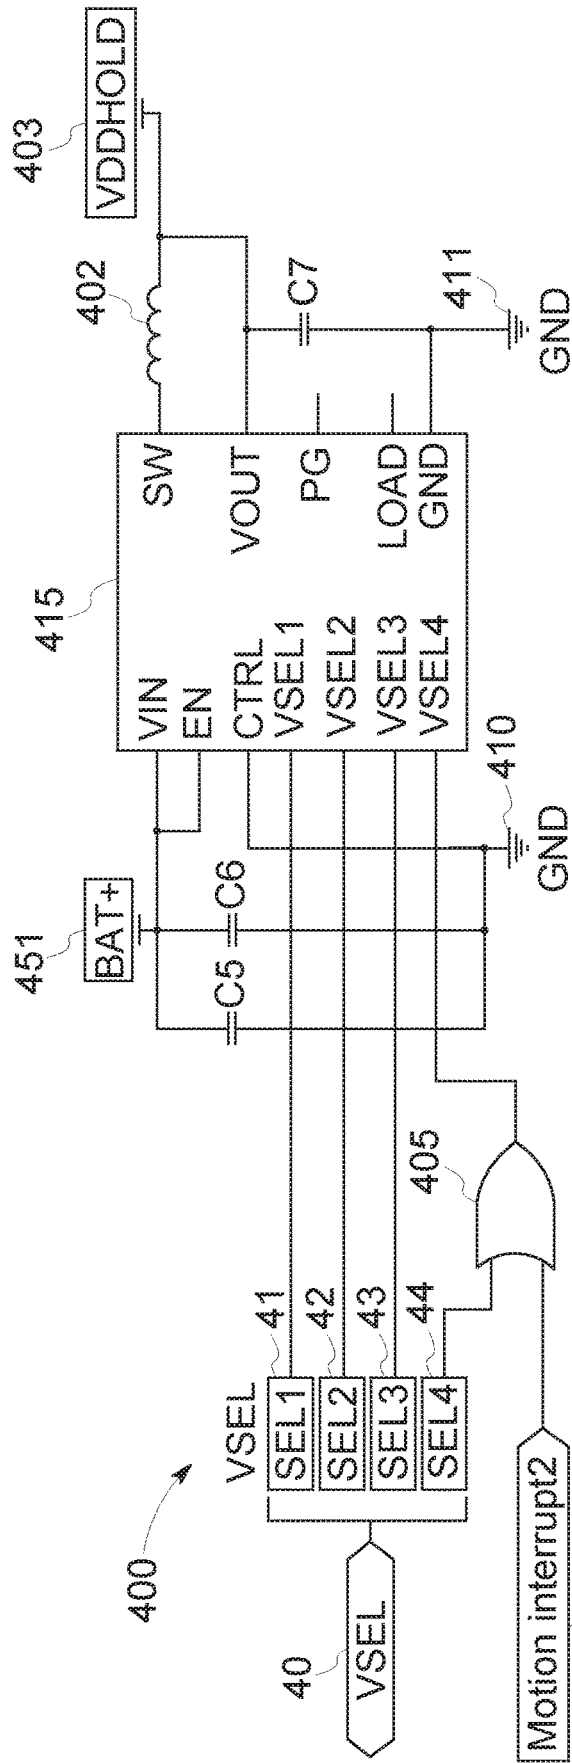 400
40
VSEL
VSEL
SEL1
41
SEL2
42
SEL3
43
SEL4
44
Motion interrupt2
405
451
BAT+
C5
C6
410
GND
415
VIN
EN
CTRL
VSEL1
VSEL2
VSEL3
VSEL4
SW
VOUT
PG
LOAD
GND
402
403
VDDHOLD
C7
411
GND